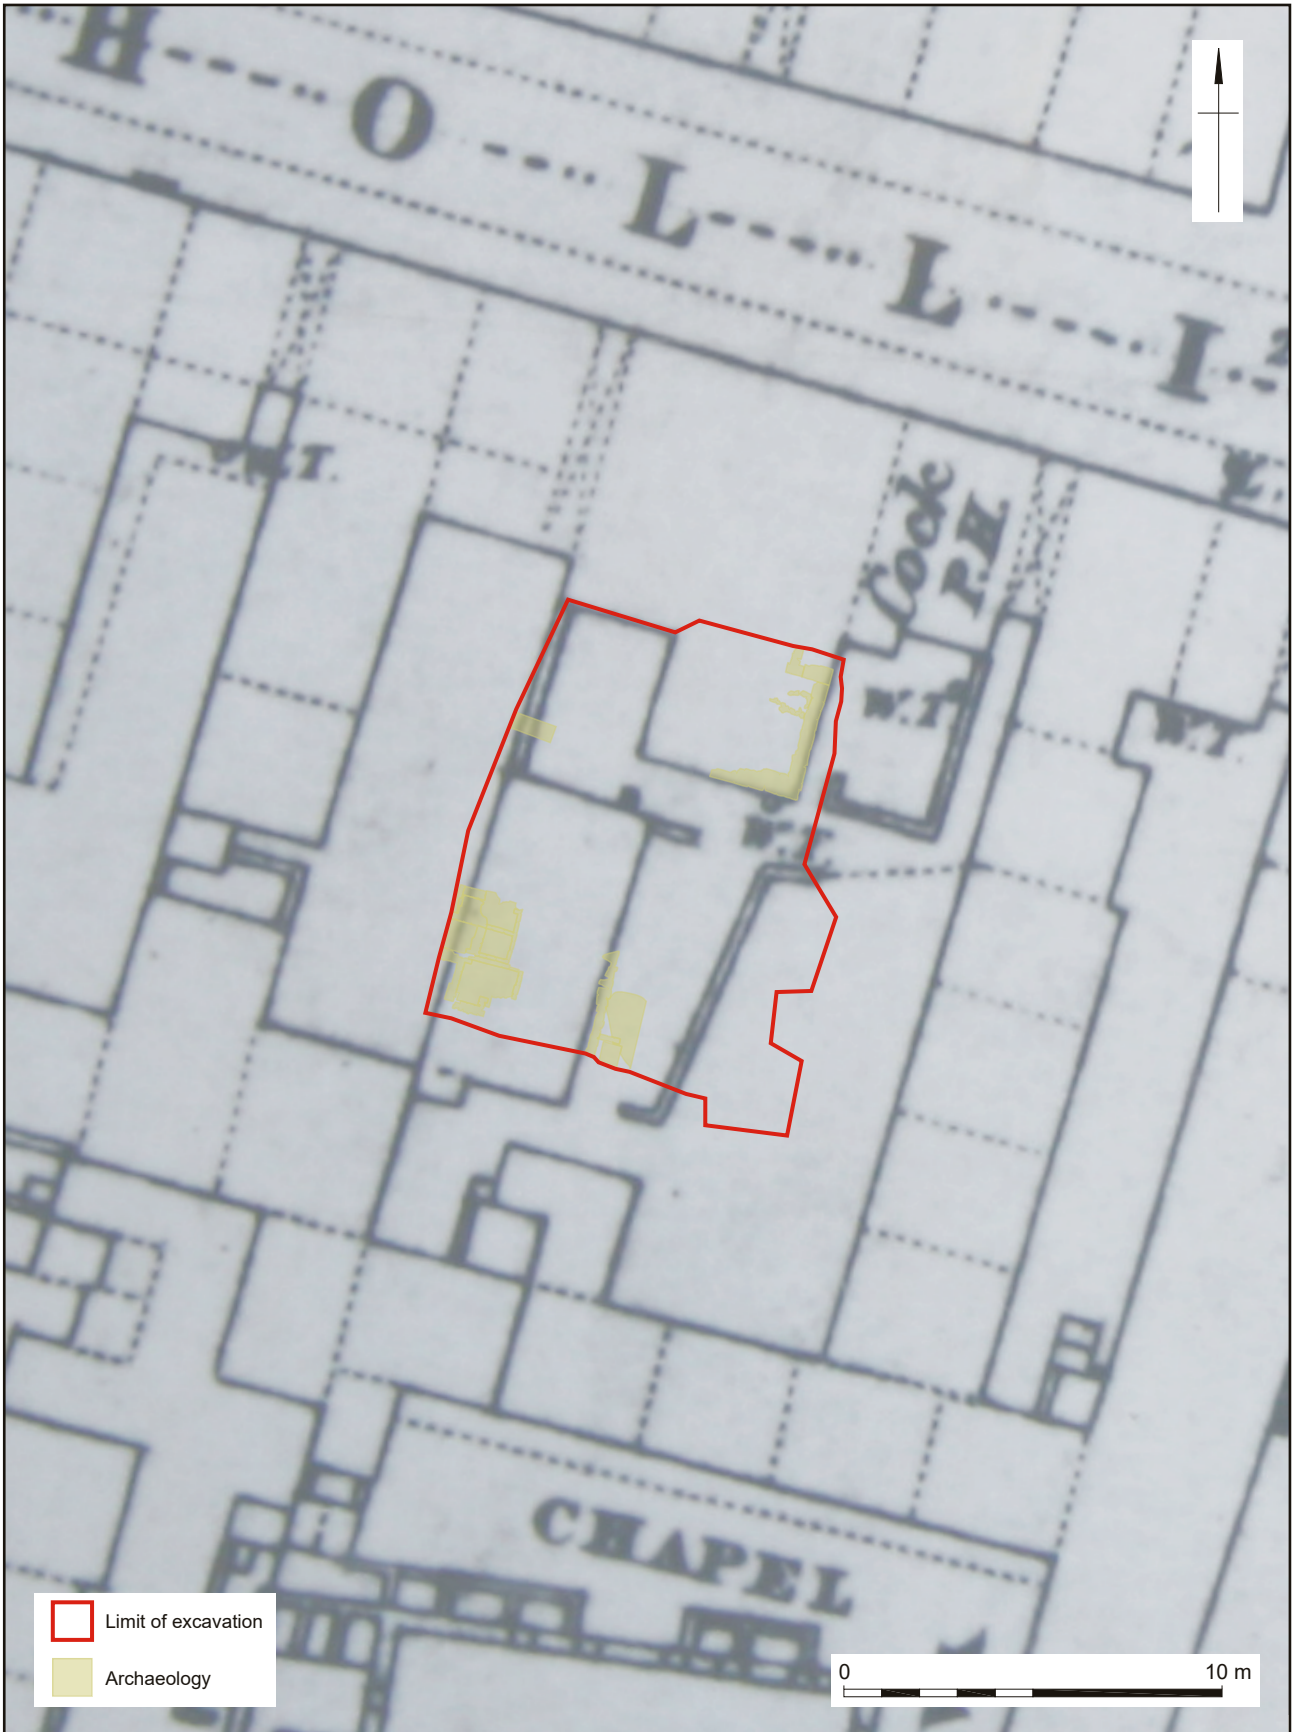 H O L L I
Cock
P.H.
W.T.
W.T.
W.T.
W.T.
CHAPEL
Limit of excavation
Archaeology
0 10 m